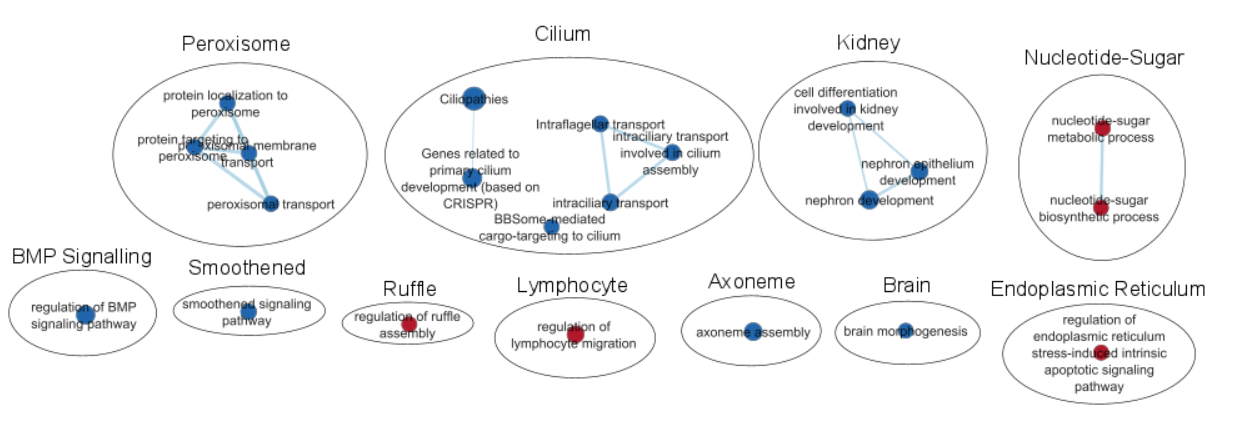 Peroxisome
protein localization to
peroxisome
protein targeting to
peroxisome
peroxisomal membrane
transport
peroxisomal transport
Cilium
Ciliopathies
Genes related to
primary cilium
development (based on
CRISPR)
Intraflagellar transport
intraciliary transport
involved in cilium
assembly
intraciliary transport
BBSome-mediated
cargo-targeting to cilium
Kidney
cell differentiation
involved in kidney
development
nephron epithelium
development
nephron development
Nucleotide-Sugar
nucleotide-sugar
metabolic process
nucleotide-sugar
biosynthetic process
BMP Signalling
regulation of BMP
signaling pathway
Smoothened
smoothened signaling
pathway
Ruffle
regulation of ruffle
assembly
Lymphocyte
regulation of
lymphocyte migration
Axoneme
axoneme assembly
Brain
brain morphogenesis
Endoplasmic Reticulum
regulation of
endoplasmic reticulum
stress-induced intrinsic
apoptotic signaling
pathway